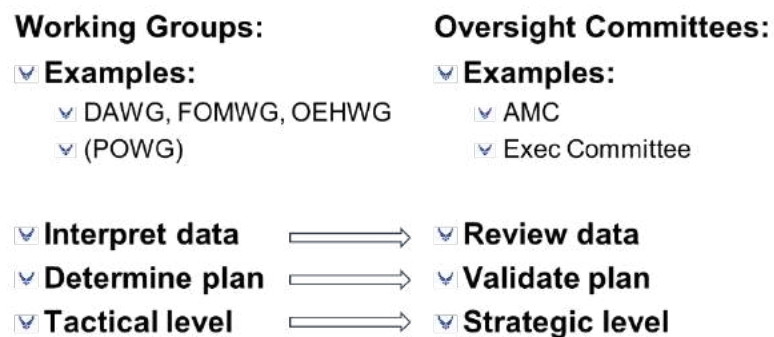 Working Groups:
Examples:
DAWG, FOMWG, OEHWG
(POWG)
Interpret data
Determine plan
Tactical level
Oversight Committees:
Examples:
AMC
Exec Committee
Review data
Validate plan
Strategic level